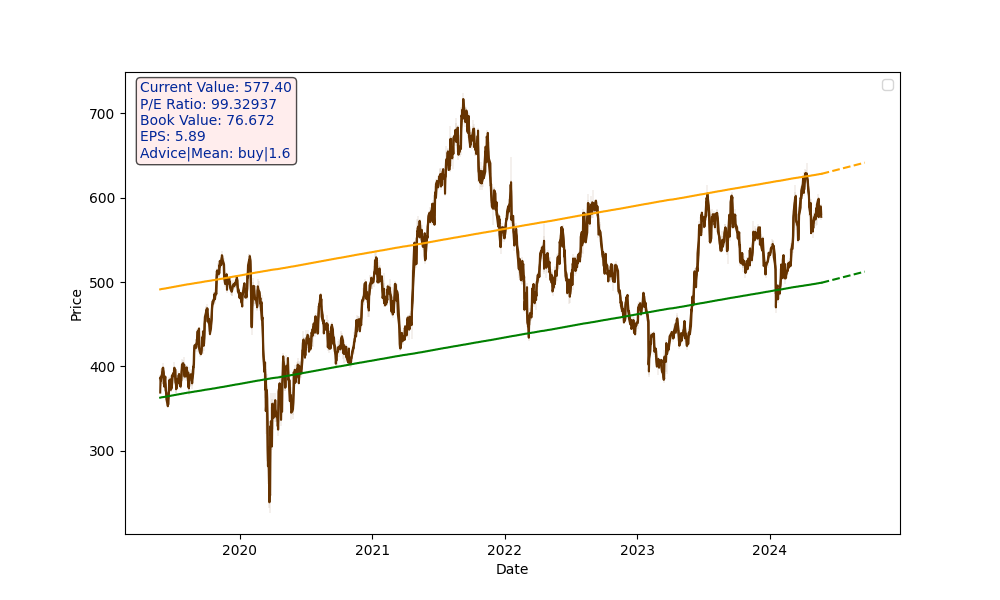 Current Value: 577.40
P/E Ratio: 99.32937
Book Value: 76.672
EPS: 5.89
Advice|Mean: buy|1.6
700
600
500
400
300
Price
2020
2021
2022
2023
2024
Date